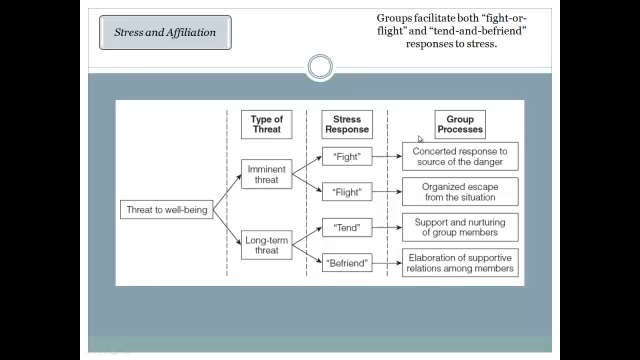 Stress and Affiliation
Groups facilitate both “fight-or-
flight” and “tend-and-befriend”
responses to stress.
Type of
Threat
Stress
Response
Group
Processes
Threat to well-being
Imminent
threat
Long-term
threat
“Fight”
“Flight”
“Tend”
“Befriend”
Concerted response to
source of the danger
Organized escape
from the situation
Support and nurturing
of group members
Elaboration of supportive
relations among members